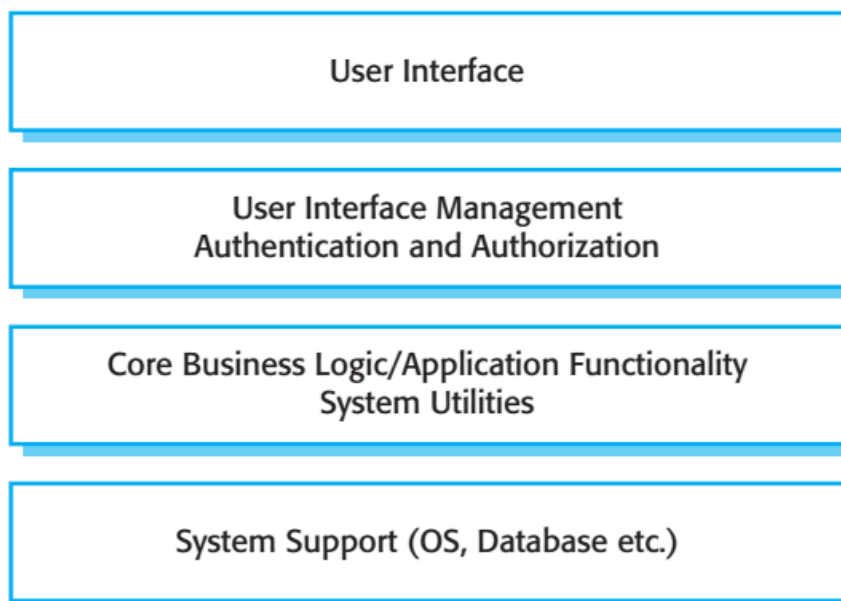 User Interface
User Interface Management
Authentication and Authorization
Core Business Logic/Application Functionality
System Utilities
System Support (OS, Database etc.)